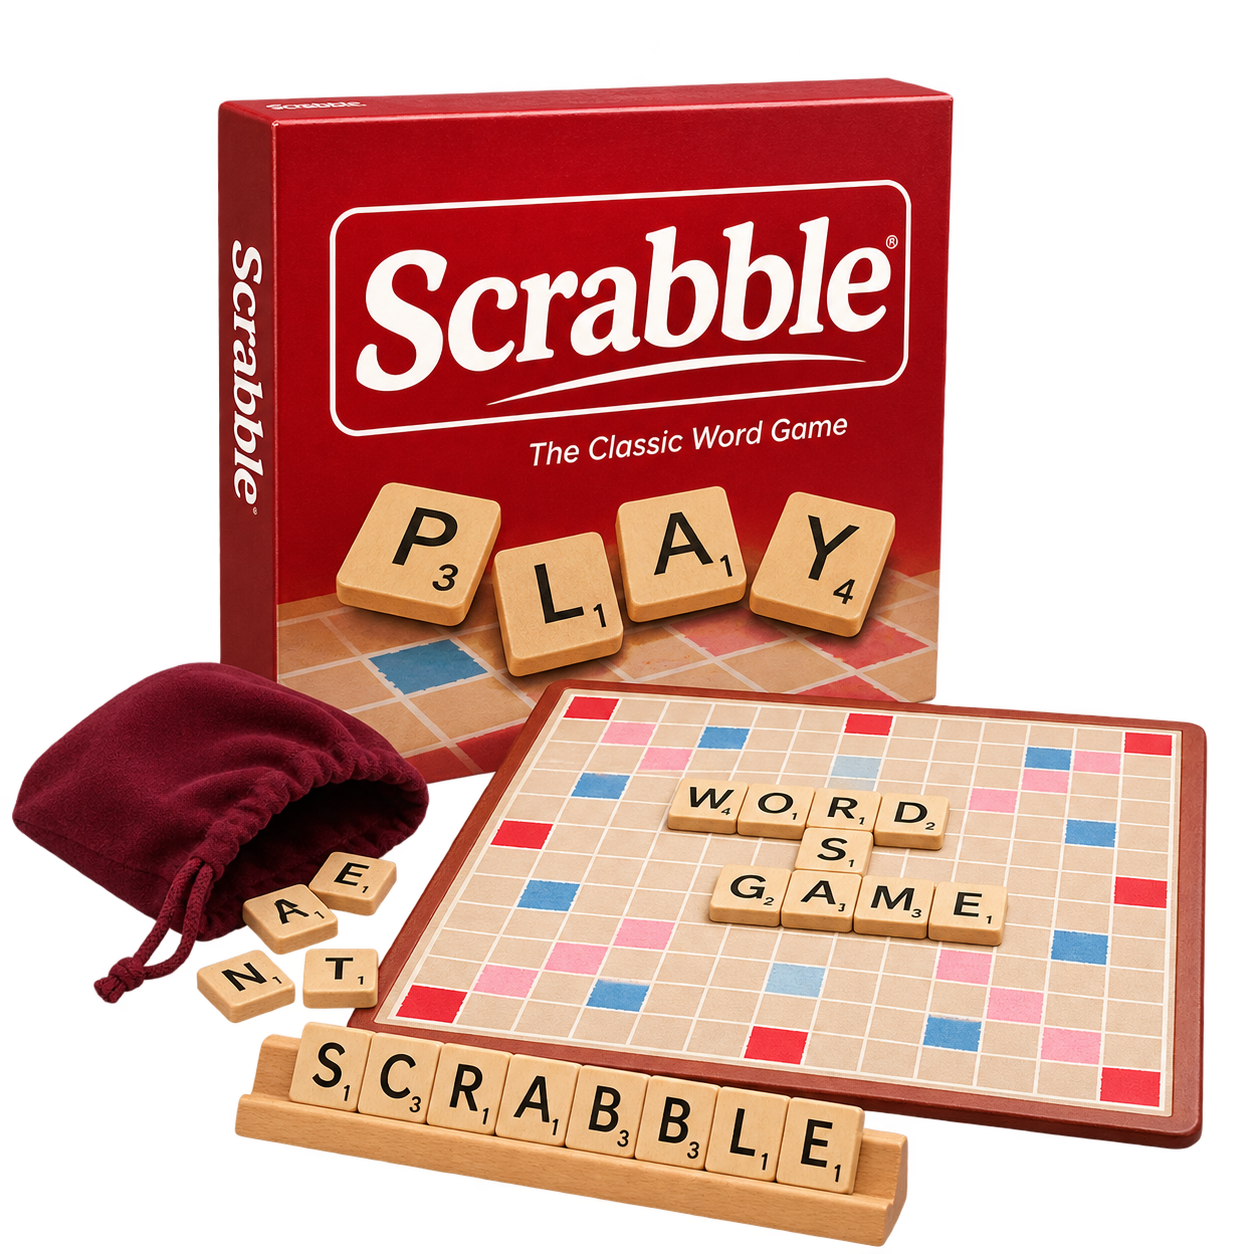 Scrabble
Scrabble®
Scrabble®
The Classic Word Game
P3 L1 A1 Y4
W4 O1 R1 D2
S1
G2 A3 M3 E1
E1
A1
N1 T1
S1 C3 R1 A1 B3 B3 L1 E1